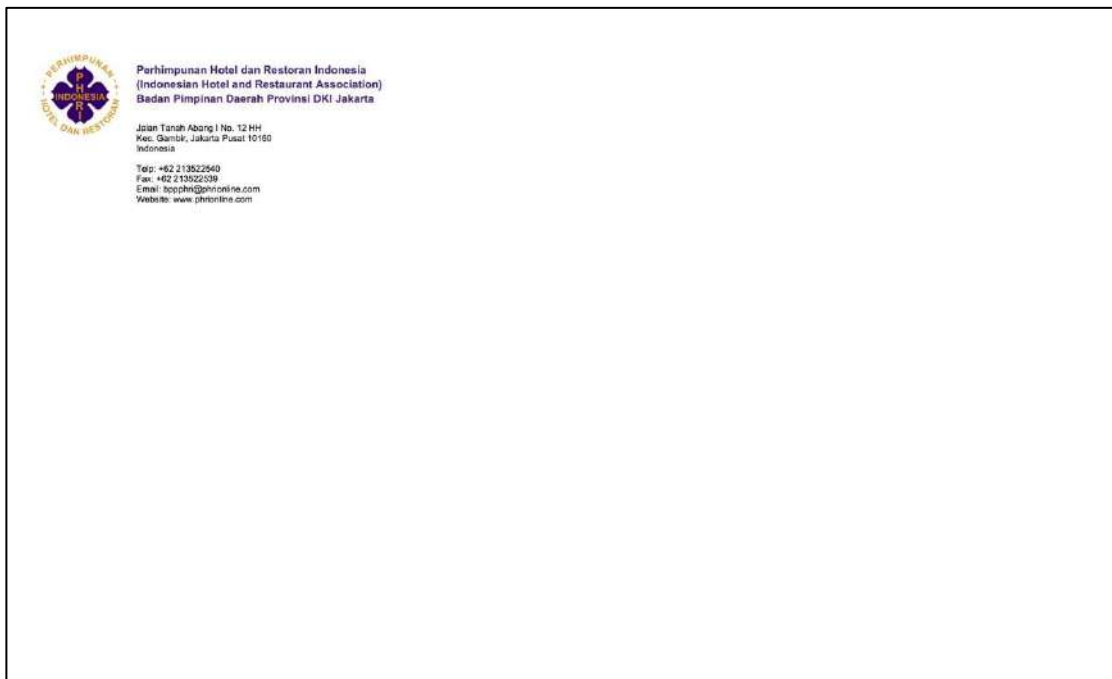 PERHIMPUNAN
PHRI
INDONESIA
HOTEL DAN RESTORAN
Perhimpunan Hotel dan Restoran Indonesia
(Indonesian Hotel and Restaurant Association)
Badan Pimpinan Daerah Provinsi DKI Jakarta
Jalan Tanah Abang I No. 12 HH
Kec. Gambir, Jakarta Pusat 10160
Indonesia
Telp: +62 213522540
Fax: +62 213522539
Email: bppphri@phrionline.com
Website: www.phrionline.com